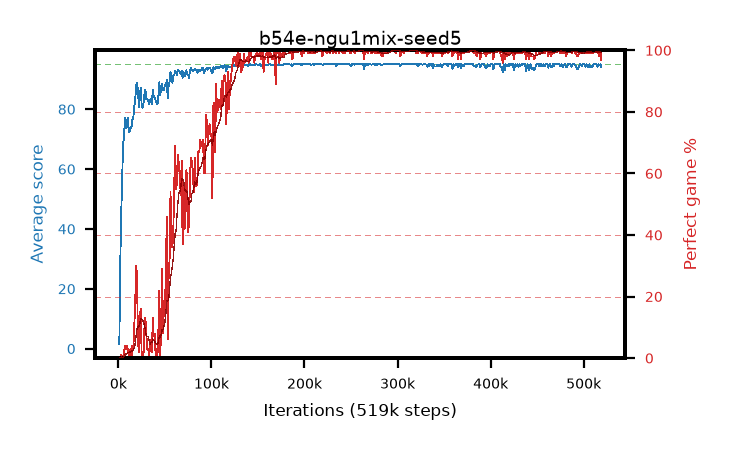 b54e-ngu1mix-seed5
100
80
80
60
60
40
40
20
20
0
0
Average score
Perfect game %
0k
100k
200k
300k
400k
500k
Iterations (519k steps)